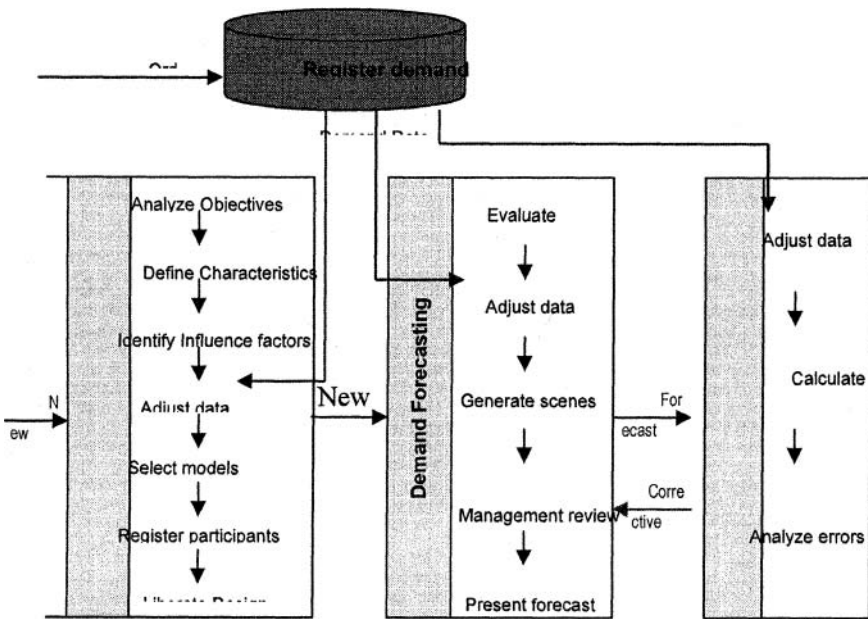 Register demand
Analyze Objectives
Define Characteristics
Identify Influence factors
Adjust data
Select models
Register participants
N
ew
New
Demand Forecasting
Evaluate
Adjust data
Generate scenes
Management review
Present forecast
For
ecast
Corre
ctive
Adjust data
Calculate
Analyze errors